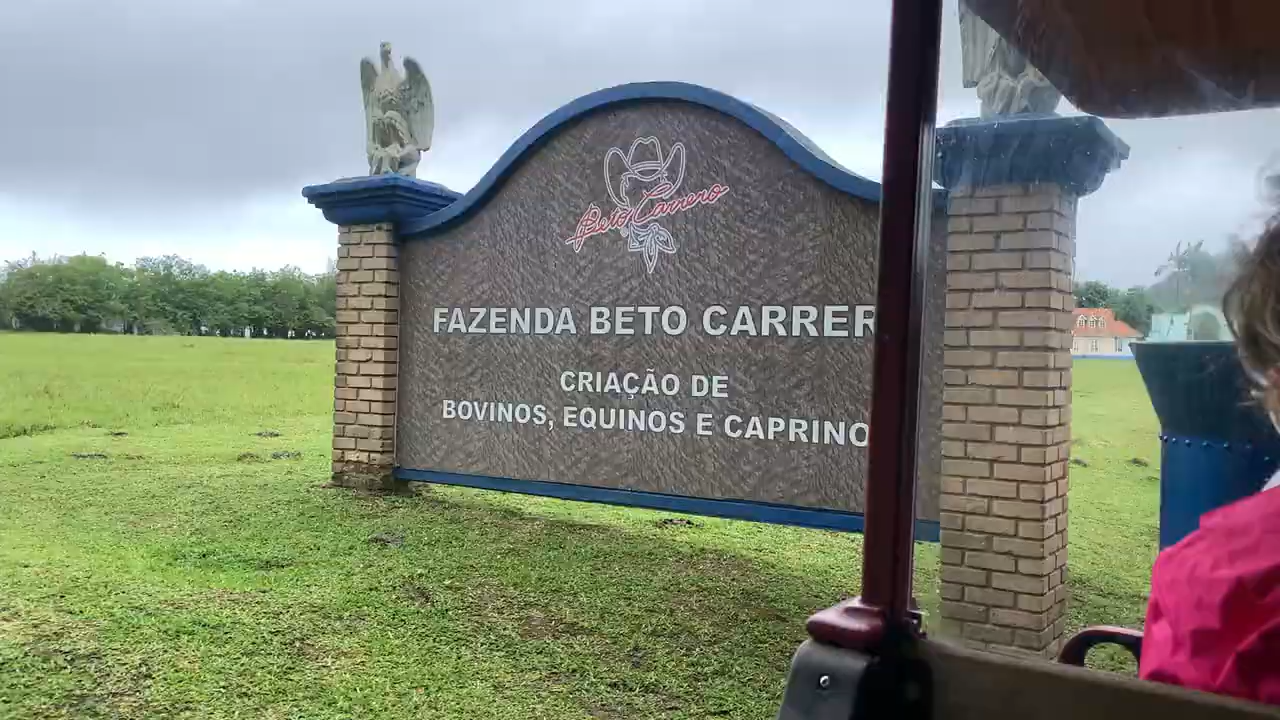 Beto Carrero
FAZENDA BETO CARRER
CRIAÇÃO DE
BOVINOS, EQUINOS E CAPRINO